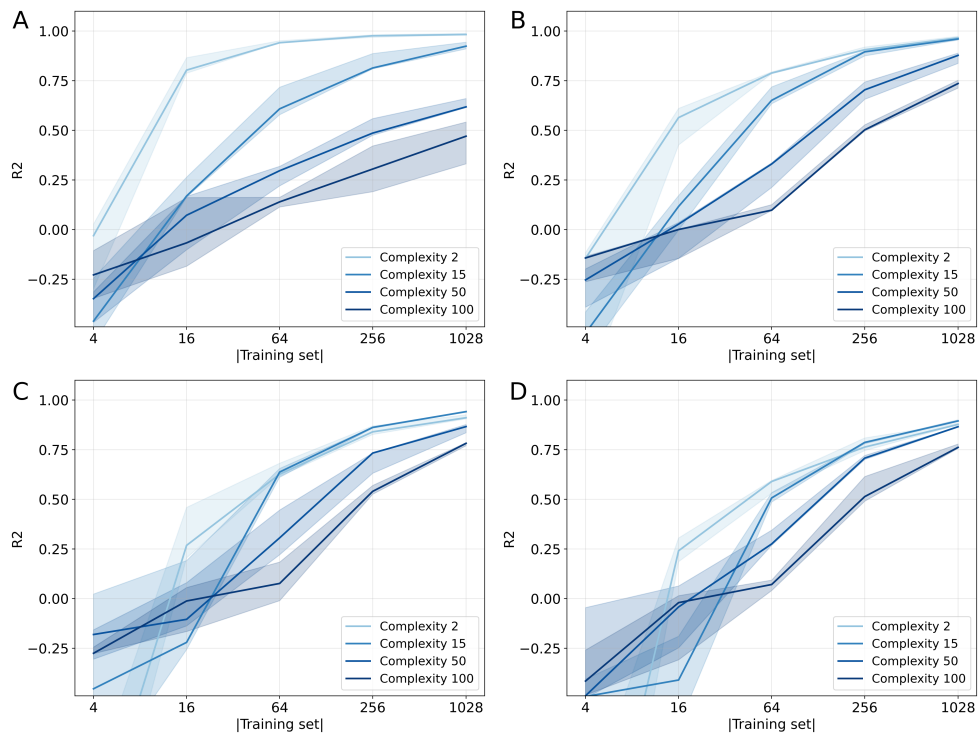 A
R2
1.00
0.75
0.50
0.25
0.00
−0.25
Complexity 2
Complexity 15
Complexity 50
Complexity 100
4 16 64 256 1028
|Training set|
B
R2
1.00
0.75
0.50
0.25
0.00
−0.25
Complexity 2
Complexity 15
Complexity 50
Complexity 100
4 16 64 256 1028
|Training set|
C
R2
1.00
0.75
0.50
0.25
0.00
−0.25
Complexity 2
Complexity 15
Complexity 50
Complexity 100
4 16 64 256 1028
|Training set|
D
R2
1.00
0.75
0.50
0.25
0.00
−0.25
Complexity 2
Complexity 15
Complexity 50
Complexity 100
4 16 64 256 1028
|Training set|